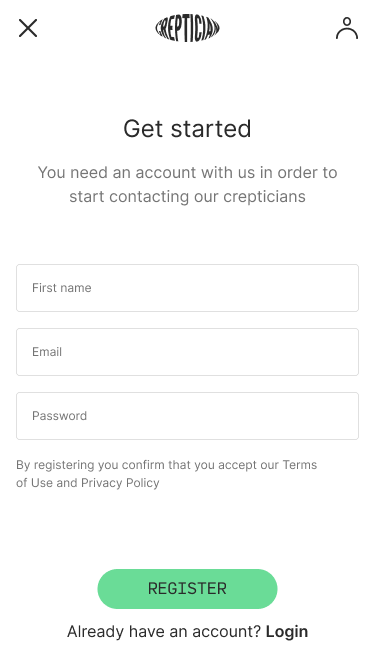 CREPTICIAN
Get started
You need an account with us in order to
start contacting our crepticians
First name
Email
Password
By registering you confirm that you accept our Terms
of Use and Privacy Policy
REGISTER
Already have an account? Login